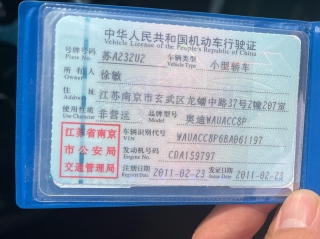 中华人民共和国机动车行驶证
Vehicle License of the People's Republic of China
号牌号码 苏A232U2 车辆类型 小型轿车
Plate No. Vehicle Type
所有人 徐敏
Owner
住址 江苏南京市玄武区龙蟠中路37号2幢207室
Address
使用性质 非营运 品牌型号 奥迪WAUACC8P
Use Character Model
江苏省南京
市公安局
交通管理局
车辆识别代号 WAUACC8P6BA061197
VIN
发动机号码 CDA159797
Engine No.
注册日期 2011-02-23 发证日期 2011-02-23
Register Date Issue Date